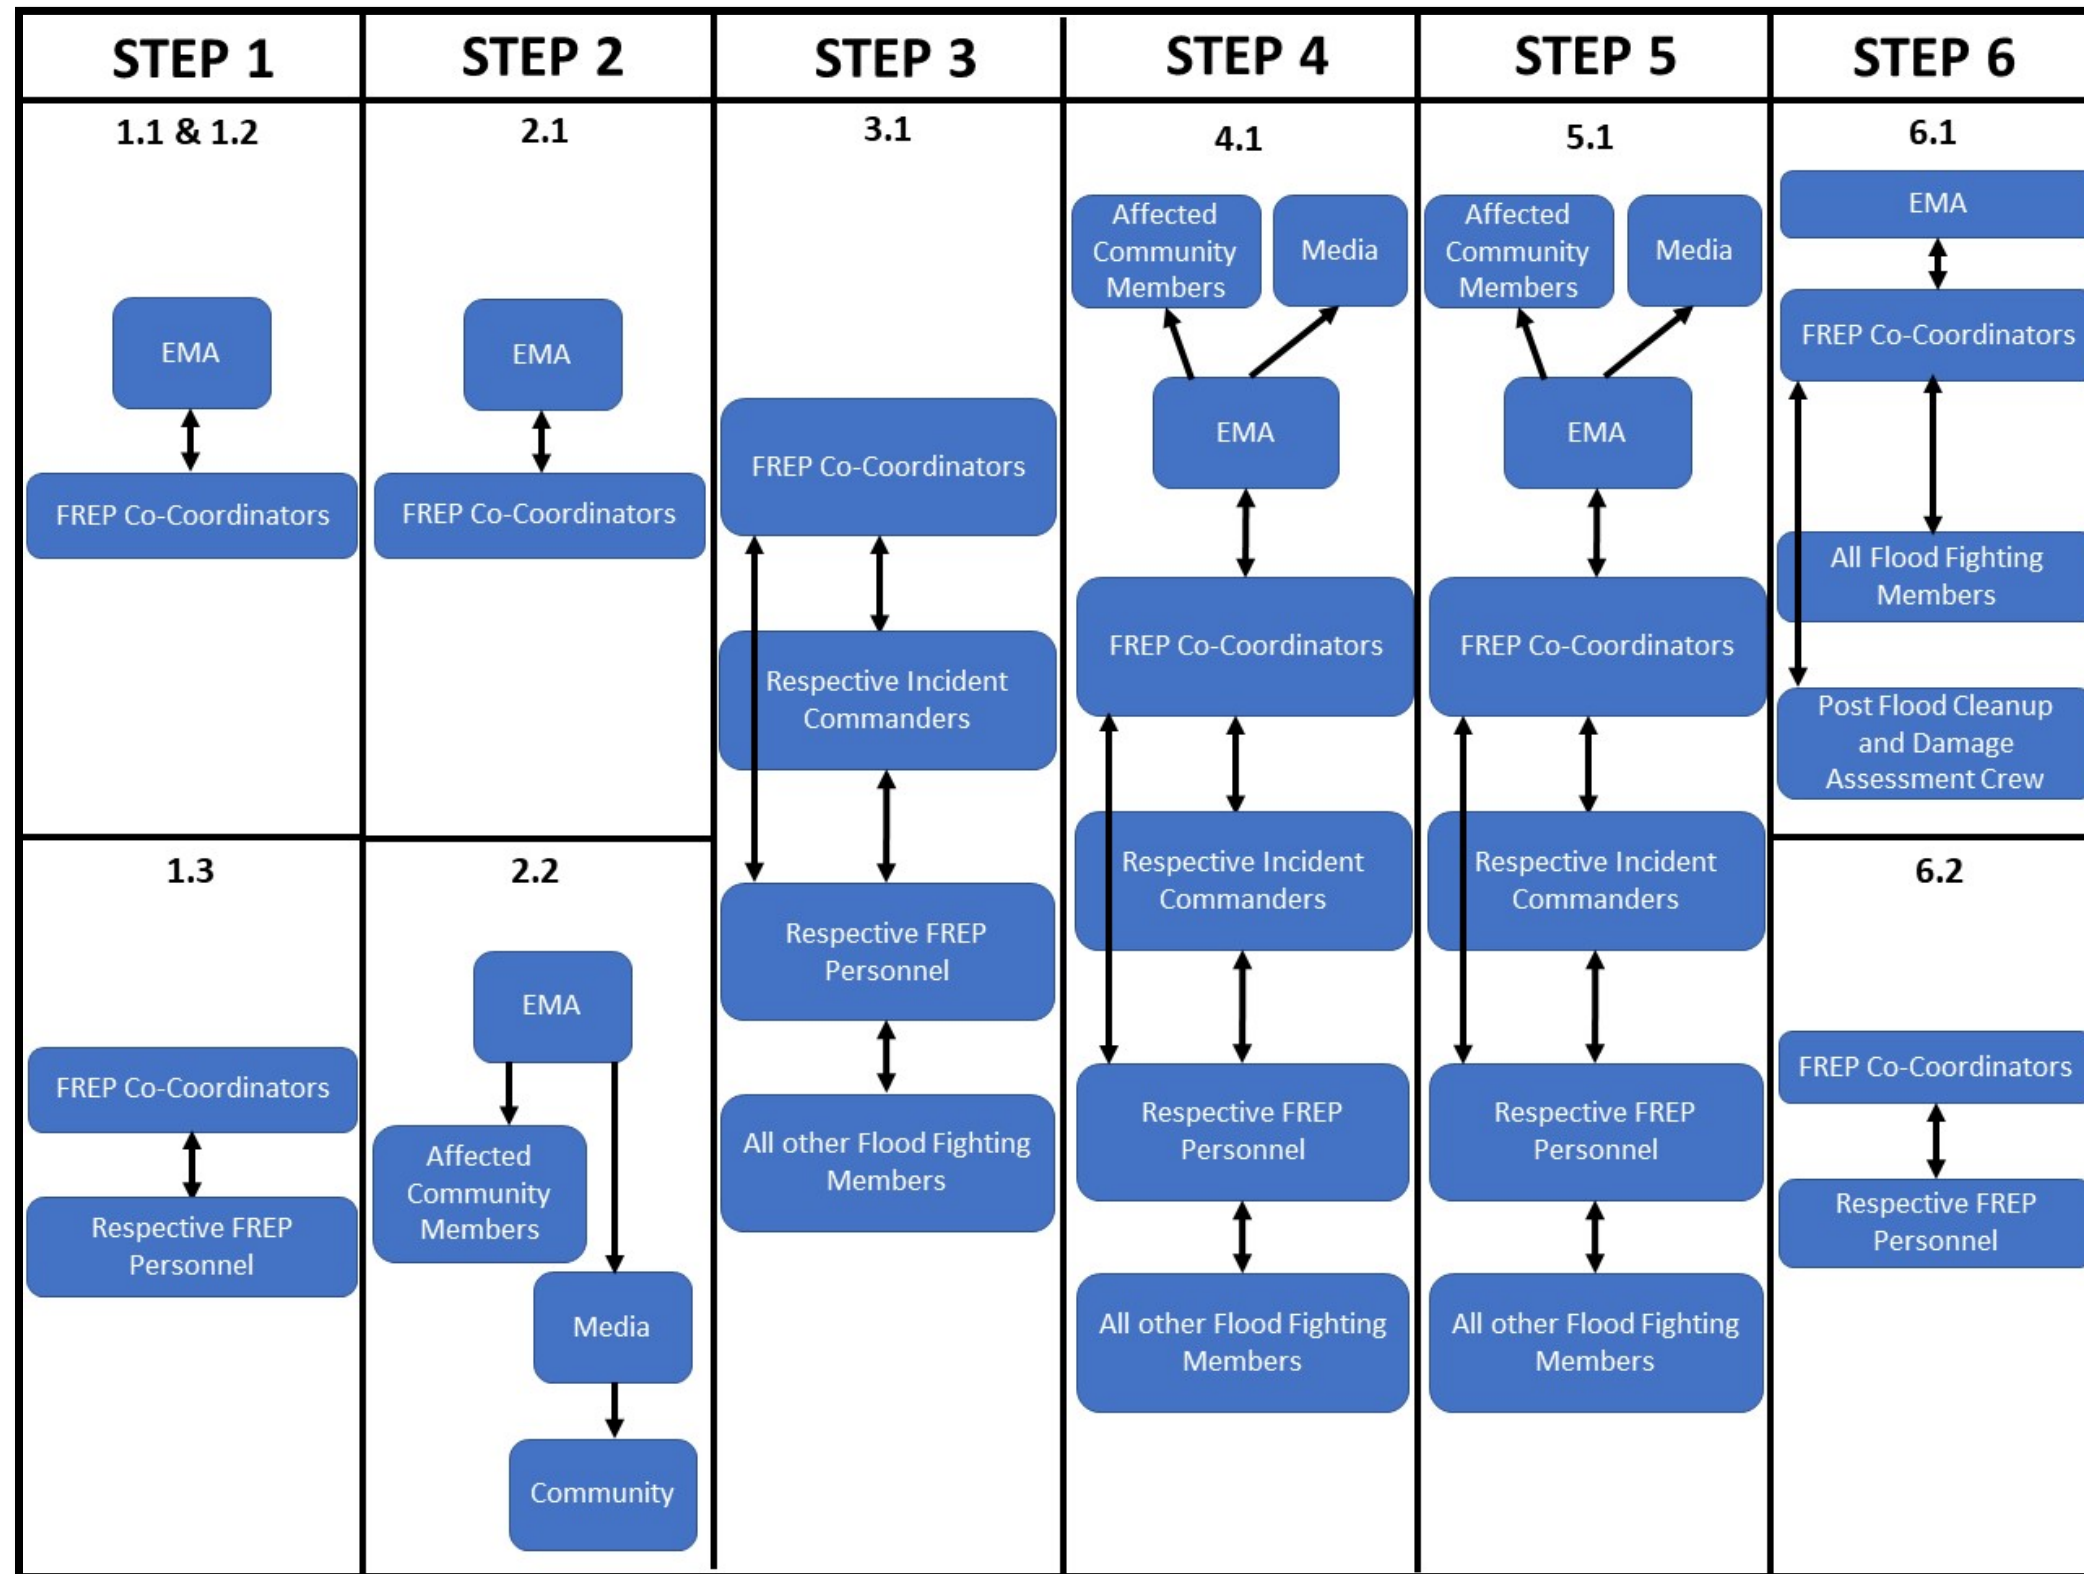 STEP 1
STEP 2
STEP 3
STEP 4
STEP 5
STEP 6
1.1 & 1.2
EMA
FREP Co-Coordinators
1.3
FREP Co-Coordinators
Respective FREP
Personnel
2.1
EMA
FREP Co-Coordinators
2.2
EMA
Affected
Community
Members
Media
Community
3.1
FREP Co-Coordinators
Respective Incident
Commanders
Respective FREP
Personnel
All other Flood Fighting
Members
4.1
Affected
Community
Members
Media
EMA
FREP Co-Coordinators
Respective Incident
Commanders
Respective FREP
Personnel
All other Flood Fighting
Members
5.1
Affected
Community
Members
Media
EMA
FREP Co-Coordinators
Respective Incident
Commanders
Respective FREP
Personnel
All other Flood Fighting
Members
6.1
EMA
FREP Co-Coordinators
All Flood Fighting
Members
Post Flood Cleanup
and Damage
Assessment Crew
6.2
FREP Co-Coordinators
Respective FREP
Personnel